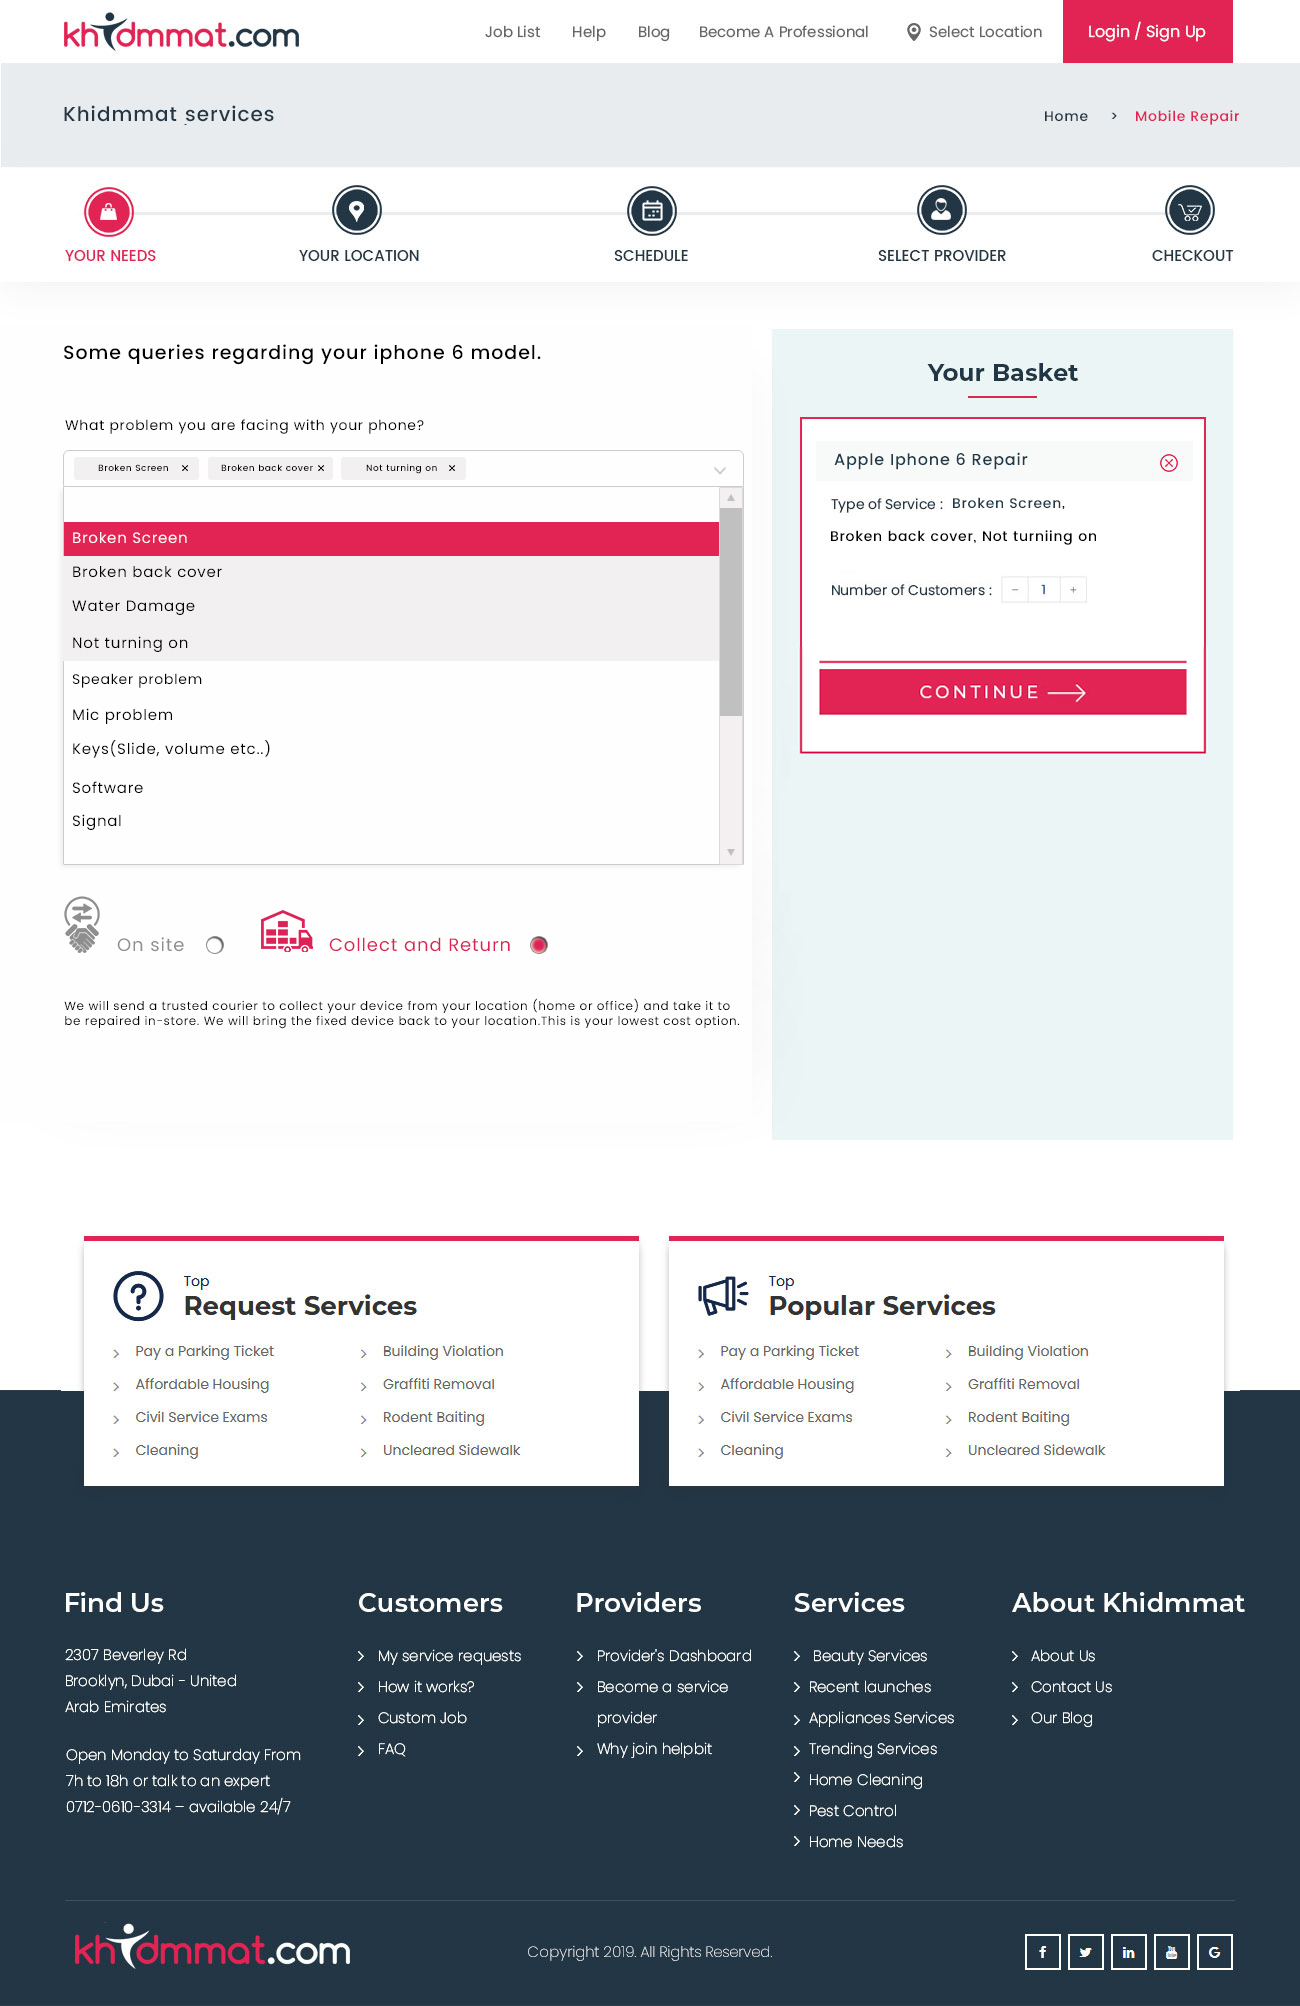 khidmmat.com
Job List Help Blog Become A Professional Select Location Login / Sign Up
Khidmmat services
Home > Mobile Repair
YOUR NEEDS YOUR LOCATION SCHEDULE SELECT PROVIDER CHECKOUT
Some queries regarding your iphone 6 model.
What problem you are facing with your phone?
Broken Screen × Broken back cover × Not turning on ×
Broken Screen
Broken back cover
Water Damage
Not turning on
Speaker problem
Mic problem
Keys(Slide, volume etc..)
Software
Signal
On site Collect and Return
We will send a trusted courier to collect your device from your location (home or office) and take it to
be repaired in-store. We will bring the fixed device back to your location.This is your lowest cost option.
Your Basket
Apple Iphone 6 Repair
Type of Service : Broken Screen,
Broken back cover, Not turniing on
Number of Customers : - 1 +
CONTINUE
Top
Request Services
Pay a Parking Ticket Building Violation
Affordable Housing Graffiti Removal
Civil Service Exams Rodent Baiting
Cleaning Uncleared Sidewalk
Top
Popular Services
Pay a Parking Ticket Building Violation
Affordable Housing Graffiti Removal
Civil Service Exams Rodent Baiting
Cleaning Uncleared Sidewalk
Find Us
2307 Beverley Rd
Brooklyn, Dubai - United
Arab Emirates
Open Monday to Saturday From
7h to 18h or talk to an expert
0712-0610-3314 – available 24/7
Customers
My service requests
How it works?
Custom Job
FAQ
Providers
Provider's Dashboard
Become a service
provider
Why join helpbit
Services
Beauty Services
Recent launches
Appliances Services
Trending Services
Home Cleaning
Pest Control
Home Needs
About Khidmmat
About Us
Contact Us
Our Blog
khidmmat.com
Copyright 2019. All Rights Reserved.
f in You Tube G